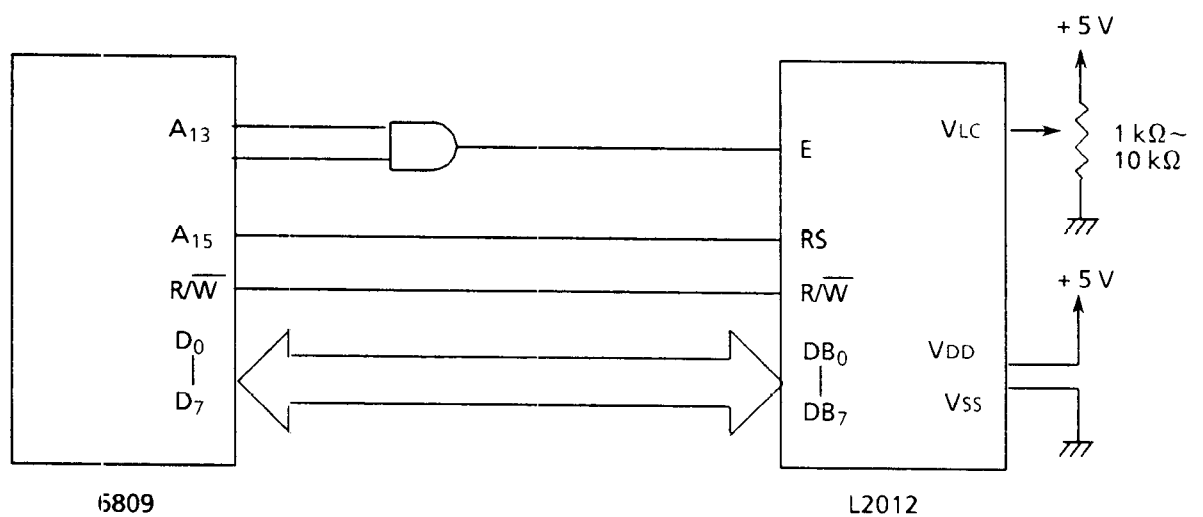 + 5 V
A13
VLC
1 kΩ~
10 kΩ
E
A15
RS
R/W̅
R/W̅
+ 5 V
D0
DB0
VDD
D7
DB7
VSS
6809
L2012